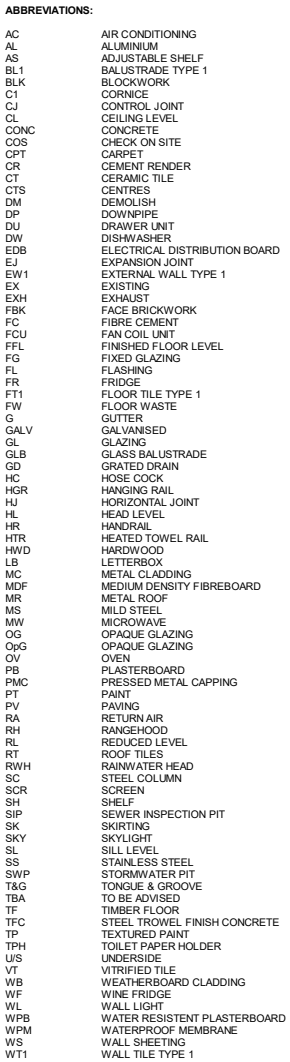 ABBREVIATIONS:
AC AIR CONDITIONING
AL ALUMINIUM
AS ADJUSTABLE SHELF
BL1 BALUSTRADE TYPE 1
BLK BLOCKWORK
C1 CORNICE
CJ CONTROL JOINT
CL CEILING LEVEL
CONC CONCRETE
COS CHECK ON SITE
CPT CARPET
CR CEMENT RENDER
CT CERAMIC TILE
CTS CENTRES
DM DEMOLISH
DP DOWNPIPE
DU DRAWER UNIT
DW DISHWASHER
EDB ELECTRICAL DISTRIBUTION BOARD
EJ EXPANSION JOINT
EW1 EXTERNAL WALL TYPE 1
EX EXISTING
EXH EXHAUST
FBK FACE BRICKWORK
FC FIBRE CEMENT
FCU FAN COIL UNIT
FFL FINISHED FLOOR LEVEL
FG FIXED GLAZING
FL FLASHING
FR FRIDGE
FT1 FLOOR TILE TYPE 1
FW FLOOR WASTE
G GUTTER
GALV GALVANISED
GL GLAZING
GLB GLASS BALUSTRADE
GD GRATED DRAIN
HC HOSE COCK
HGR HANGING RAIL
HJ HORIZONTAL JOINT
HL HEAD LEVEL
HR HANDRAIL
HTR HEATED TOWEL RAIL
HWD HARDWOOD
LB LETTERBOX
MC METAL CLADDING
MDF MEDIUM DENSITY FIBREBOARD
MR METAL ROOF
MS MILD STEEL
MW MICROWAVE
OG OPAQUE GLAZING
OpG OPAQUE GLAZING
OV OVEN
PB PLASTERBOARD
PMC PRESSED METAL CAPPING
PT PAINT
PV PAVING
RA RETURN AIR
RH RANGEHOOD
RL REDUCED LEVEL
RT ROOF TILES
RWH RAINWATER HEAD
SC STEEL COLUMN
SCR SCREEN
SH SHELF
SIP SEWER INSPECTION PIT
SK SKIRTING
SKY SKYLIGHT
SL SILL LEVEL
SS STAINLESS STEEL
SWP STORMWATER PIT
T&G TONGUE & GROOVE
TBA TO BE ADVISED
TF TIMBER FLOOR
TFC STEEL TROWEL FINISH CONCRETE
TP TEXTURED PAINT
TPH TOILET PAPER HOLDER
U/S UNDERSIDE
VT VITRIFIED TILE
WB WEATHERBOARD CLADDING
WF WINE FRIDGE
WL WALL LIGHT
WPB WATER RESISTENT PLASTERBOARD
WPM WATERPROOF MEMBRANE
WS WALL SHEETING
WT1 WALL TILE TYPE 1